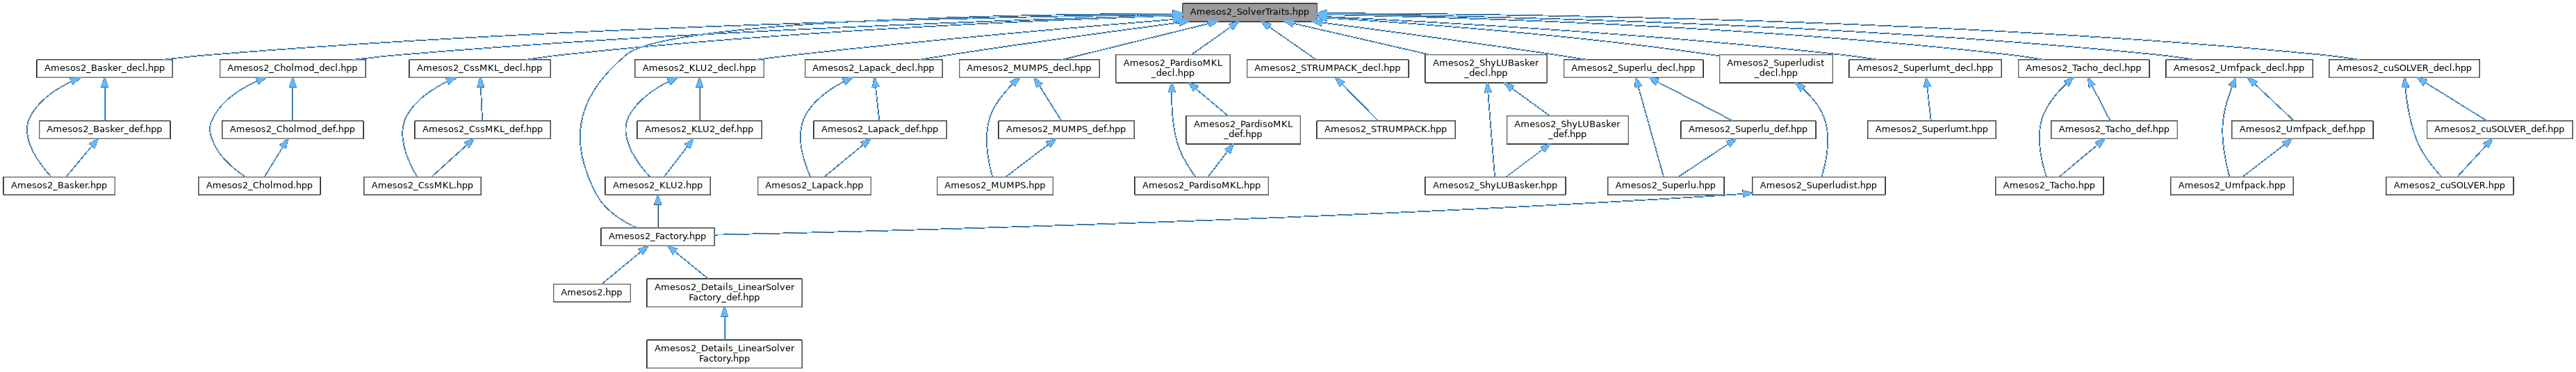 Amesos2_SolverTraits.hpp
Amesos2_Basker_decl.hpp
Amesos2_Cholmod_decl.hpp
Amesos2_CssMKL_decl.hpp
Amesos2_KLU2_decl.hpp
Amesos2_Lapack_decl.hpp
Amesos2_MUMPS_decl.hpp
Amesos2_PardisoMKL
_decl.hpp
Amesos2_STRUMPACK_decl.hpp
Amesos2_ShyLUBasker
_decl.hpp
Amesos2_Superlu_decl.hpp
Amesos2_Superludist
_decl.hpp
Amesos2_Superlumt_decl.hpp
Amesos2_Tacho_decl.hpp
Amesos2_Umfpack_decl.hpp
Amesos2_cuSOLVER_decl.hpp
Amesos2_Basker_def.hpp
Amesos2_Cholmod_def.hpp
Amesos2_CssMKL_def.hpp
Amesos2_KLU2_def.hpp
Amesos2_Lapack_def.hpp
Amesos2_MUMPS_def.hpp
Amesos2_PardisoMKL
_def.hpp
Amesos2_STRUMPACK.hpp
Amesos2_ShyLUBasker
_def.hpp
Amesos2_Superlu_def.hpp
Amesos2_Superlumt.hpp
Amesos2_Tacho_def.hpp
Amesos2_Umfpack_def.hpp
Amesos2_cuSOLVER_def.hpp
Amesos2_Basker.hpp
Amesos2_Cholmod.hpp
Amesos2_CssMKL.hpp
Amesos2_KLU2.hpp
Amesos2_Lapack.hpp
Amesos2_MUMPS.hpp
Amesos2_PardisoMKL.hpp
Amesos2_ShyLUBasker.hpp
Amesos2_Superlu.hpp
Amesos2_Superludist.hpp
Amesos2_Tacho.hpp
Amesos2_Umfpack.hpp
Amesos2_cuSOLVER.hpp
Amesos2_Factory.hpp
Amesos2.hpp
Amesos2_Details_LinearSolver
Factory_def.hpp
Amesos2_Details_LinearSolver
Factory.hpp